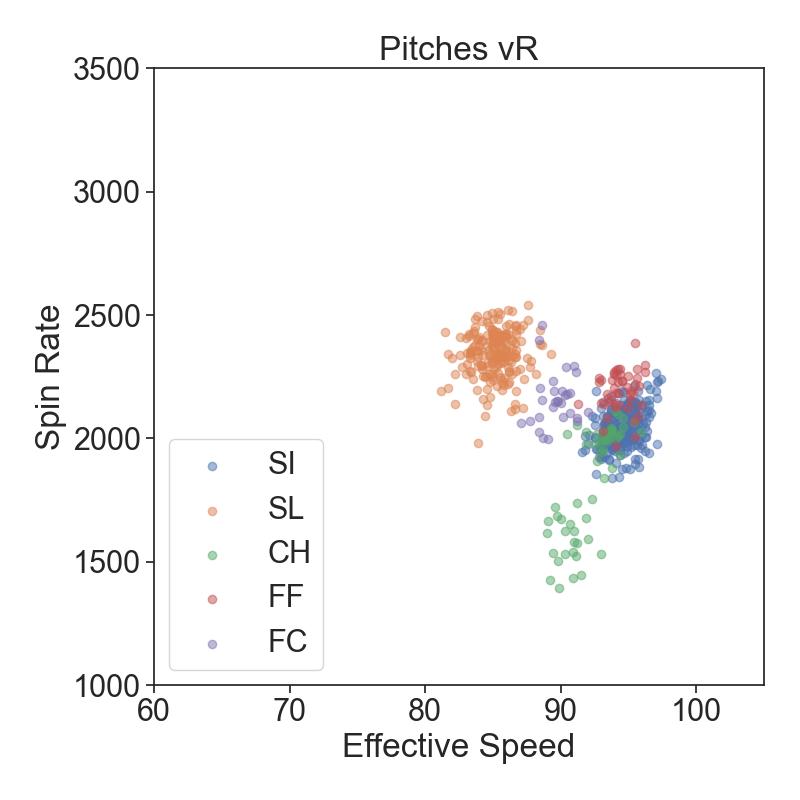 Pitches vR
3500
3000
2500
2000
1500
1000
Spin Rate
SI
SL
CH
FF
FC
60 70 80 90 100
Effective Speed